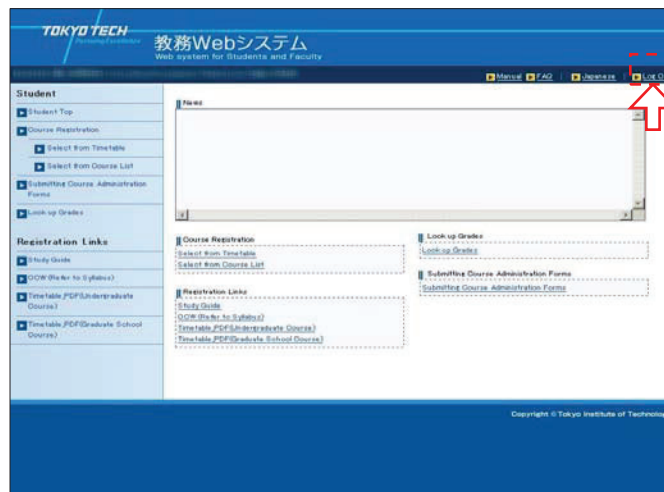 TOKYO TECH
Pursuing Excellence
教務Webシステム
Web system for Students and Faculty
Manual FAQ | Japanese | Log O
Student
Student Top
Course Registration
Select from Timetable
Select from Course List
Submitting Course Administration
Forms
Look up Grades
Registration Links
Study Guide
OCW(Refer to Syllabus)
Timetable,PDF(Undergraduate
Course)
Timetable,PDF(Graduate School
Course)
News
Course Registration
Select from Timetable
Select from Course List
Registration Links
Study Guide
OCW(Refer to Syllabus)
Timetable,PDF(Undergraduate Course)
Timetable,PDF(Graduate School Course)
Look up Grades
Look up Grades
Submitting Course Administration Forms
Submitting Course Administration Forms
Copyright © Tokyo Institute of Technolog